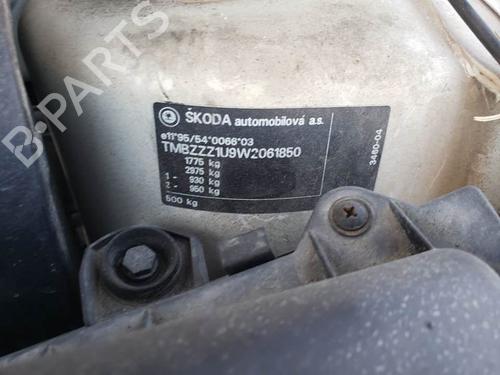 ŠKODA automobilová a.s.
e11*95/54*0066*03
TMBZZZ1U9W2061850
1775 kg
2975 kg
1 - 930 kg
2 - 950 kg
500 kg
3460-04
B-PARTS